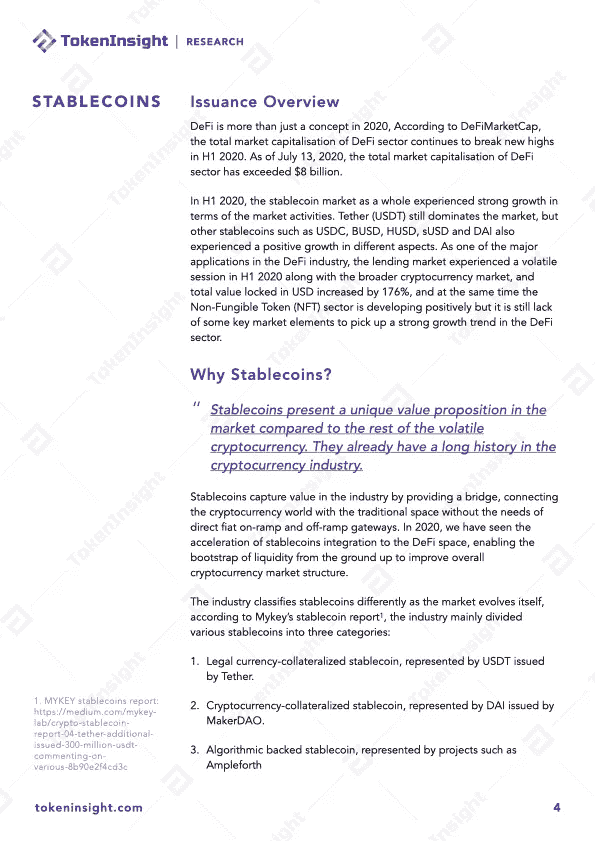 TokenInsight | RESEARCH
STABLECOINS
Issuance Overview
DeFi is more than just a concept in 2020, According to DeFiMarketCap,
the total market capitalisation of DeFi sector continues to break new highs
in H1 2020. As of July 13, 2020, the total market capitalisation of DeFi
sector has exceeded $8 billion.
In H1 2020, the stablecoin market as a whole experienced strong growth in
terms of the market activities. Tether (USDT) still dominates the market, but
other stablecoins such as USDC, BUSD, HUSD, sUSD and DAI also
experienced a positive growth in different aspects. As one of the major
applications in the DeFi industry, the lending market experienced a volatile
session in H1 2020 along with the broader cryptocurrency market, and
total value locked in USD increased by 176%, and at the same time the
Non-Fungible Token (NFT) sector is developing positively but it is still lack
of some key market elements to pick up a strong growth trend in the DeFi
sector.
Why Stablecoins?
“ Stablecoins present a unique value proposition in the
market compared to the rest of the volatile
cryptocurrency. They already have a long history in the
cryptocurrency industry.
Stablecoins capture value in the industry by providing a bridge, connecting
the cryptocurrency world with the traditional space without the needs of
direct fiat on-ramp and off-ramp gateways. In 2020, we have seen the
acceleration of stablecoins integration to the DeFi space, enabling the
bootstrap of liquidity from the ground up to improve overall
cryptocurrency market structure.
The industry classifies stablecoins differently as the market evolves itself,
according to Mykey’s stablecoin report¹, the industry mainly divided
various stablecoins into three categories:
1. Legal currency-collateralized stablecoin, represented by USDT issued
by Tether.
2. Cryptocurrency-collateralized stablecoin, represented by DAI issued by
MakerDAO.
3. Algorithmic backed stablecoin, represented by projects such as
Ampleforth
1. MYKEY stablecoins report:
https://medium.com/mykey-
lab/crypto-stablecoin-
report-04-tether-additional-
issued-300-million-usdt-
commenting-on-
various-8b90e2f4cd3c
tokeninsight.com
4